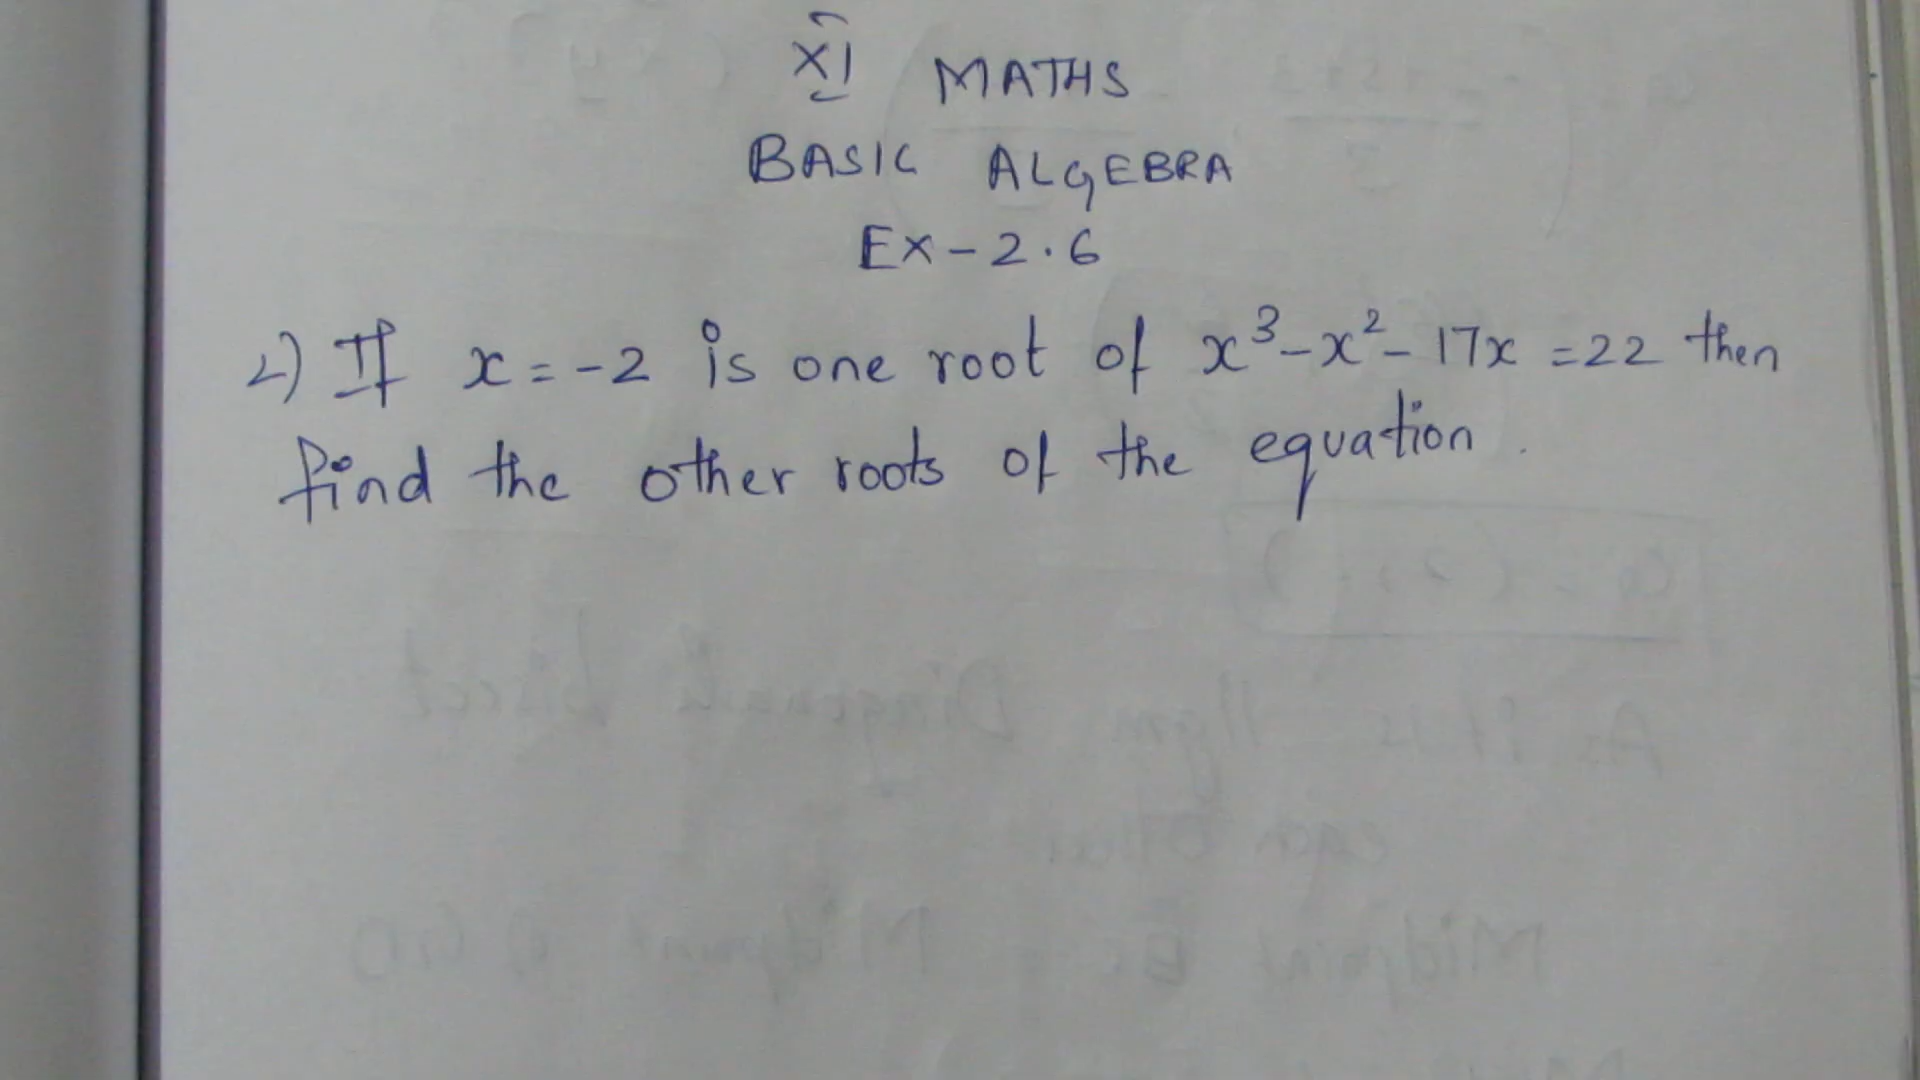 XI MATHS
BASIC ALGEBRA
Ex-2.6
2) If x=-2 is one root of x³-x²-17x=22 then
find the other roots of the equation.